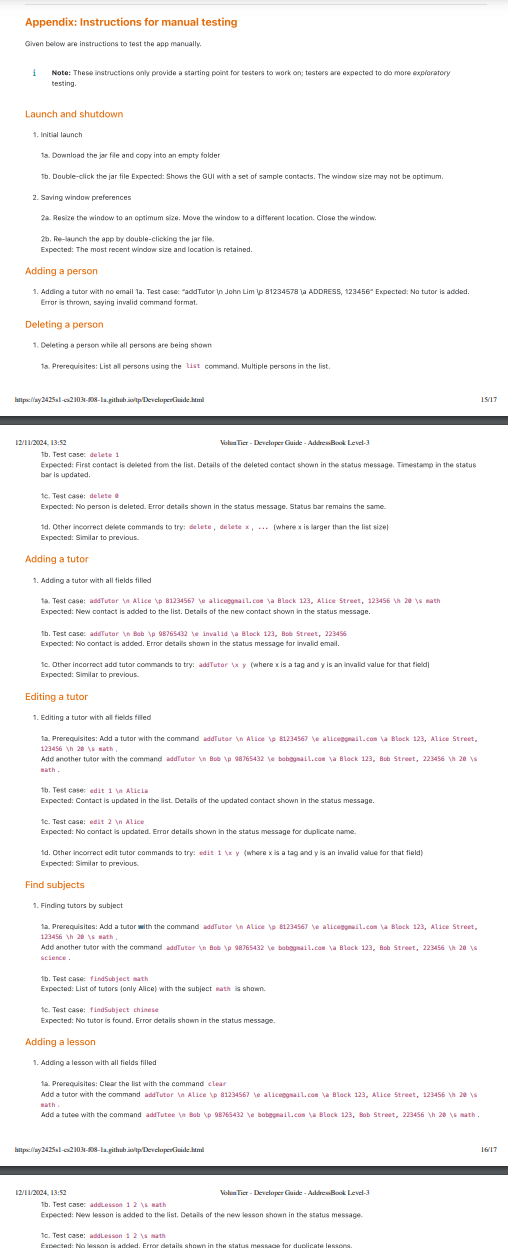 Appendix: Instructions for manual testing
Given below are instructions to test the app manually.
i Note: These instructions only provide a starting point for testers to work on; testers are expected to do more exploratory
testing.
Launch and shutdown
1. Initial launch
1a. Download the jar file and copy into an empty folder
1b. Double-click the jar file Expected: Shows the GUI with a set of sample contacts. The window size may not be optimum.
2. Saving window preferences
2a. Resize the window to an optimum size. Move the window to a different location. Close the window.
2b. Re-launch the app by double-clicking the jar file.
Expected: The most recent window size and location is retained.
Adding a person
1. Adding a tutor with no email 1a. Test case: "addTutor \n John Lim \p 81234578 \a ADDRESS, 123456" Expected: No tutor is added.
Error is thrown, saying invalid command format.
Deleting a person
1. Deleting a person while all persons are being shown
1a. Prerequisites: List all persons using the list command. Multiple persons in the list.
https://ay2425s1-cs2103t-f08-1a.github.io/tp/DeveloperGuide.html 15/17
12/11/2024, 13:52 VolunTier - Developer Guide - AddressBook Level-3
1b. Test case: delete 1
Expected: First contact is deleted from the list. Details of the deleted contact shown in the status message. Timestamp in the status
bar is updated.
1c. Test case: delete 0
Expected: No person is deleted. Error details shown in the status message. Status bar remains the same.
1d. Other incorrect delete commands to try: delete, delete x, ... (where x is larger than the list size)
Expected: Similar to previous.
Adding a tutor
1. Adding a tutor with all fields filled
1a. Test case: addTutor \n Alice \p 81234567 \e alice@gmail.com \a Block 123, Alice Street, 123456 \h 20 \s math
Expected: New contact is added to the list. Details of the new contact shown in the status message.
1b. Test case: addTutor \n Bob \p 98765432 \e invalid \a Block 123, Bob Street, 223456
Expected: No contact is added. Error details shown in the status message for invalid email.
1c. Other incorrect add tutor commands to try: addTutor \x y (where x is a tag and y is an invalid value for that field)
Expected: Similar to previous.
Editing a tutor
1. Editing a tutor with all fields filled
1a. Prerequisites: Add a tutor with the command addTutor \n Alice \p 81234567 \e alice@gmail.com \a Block 123, Alice Street,
123456 \h 20 \s math,
Add another tutor with the command addTutor \n Bob \p 98765432 \e bob@gmail.com \a Block 123, Bob Street, 223456 \h 20 \s
math.
1b. Test case: edit 1 \n Alicia
Expected: Contact is updated in the list. Details of the updated contact shown in the status message.
1c. Test case: edit 2 \n Alice
Expected: No contact is updated. Error details shown in the status message for duplicate name.
1d. Other incorrect edit tutor commands to try: edit 1 \x y (where x is a tag and y is an invalid value for that field)
Expected: Similar to previous.
Find subjects
1. Finding tutors by subject
1a. Prerequisites: Add a tutor with the command addTutor \n Alice \p 81234567 \e alice@gmail.com \a Block 123, Alice Street,
123456 \h 20 \s math,
Add another tutor with the command addTutor \n Bob \p 98765432 \e bob@gmail.com \a Block 123, Bob Street, 223456 \h 20 \s
science.
1b. Test case: findSubject math
Expected: List of tutors (only Alice) with the subject math is shown.
1c. Test case: findSubject chinese
Expected: No tutor is found. Error details shown in the status message.
Adding a lesson
1. Adding a lesson with all fields filled
1a. Prerequisites: Clear the list with the command clear
Add a tutor with the command addTutor \n Alice \p 81234567 \e alice@gmail.com \a Block 123, Alice Street, 123456 \h 20 \s
math.
Add a tutee with the command addTutee \n Bob \p 98765432 \e bob@gmail.com \a Block 123, Bob Street, 223456 \h 20 \s math.
https://ay2425s1-cs2103t-f08-1a.github.io/tp/DeveloperGuide.html 16/17
12/11/2024, 13:52 VolunTier - Developer Guide - AddressBook Level-3
1b. Test case: addLesson 1 2 \s math
Expected: New lesson is added to the list. Details of the new lesson shown in the status message.
1c. Test case: addLesson 1 2 \s math
Expected: No lesson is added. Error details shown in the status message for duplicate lessons.